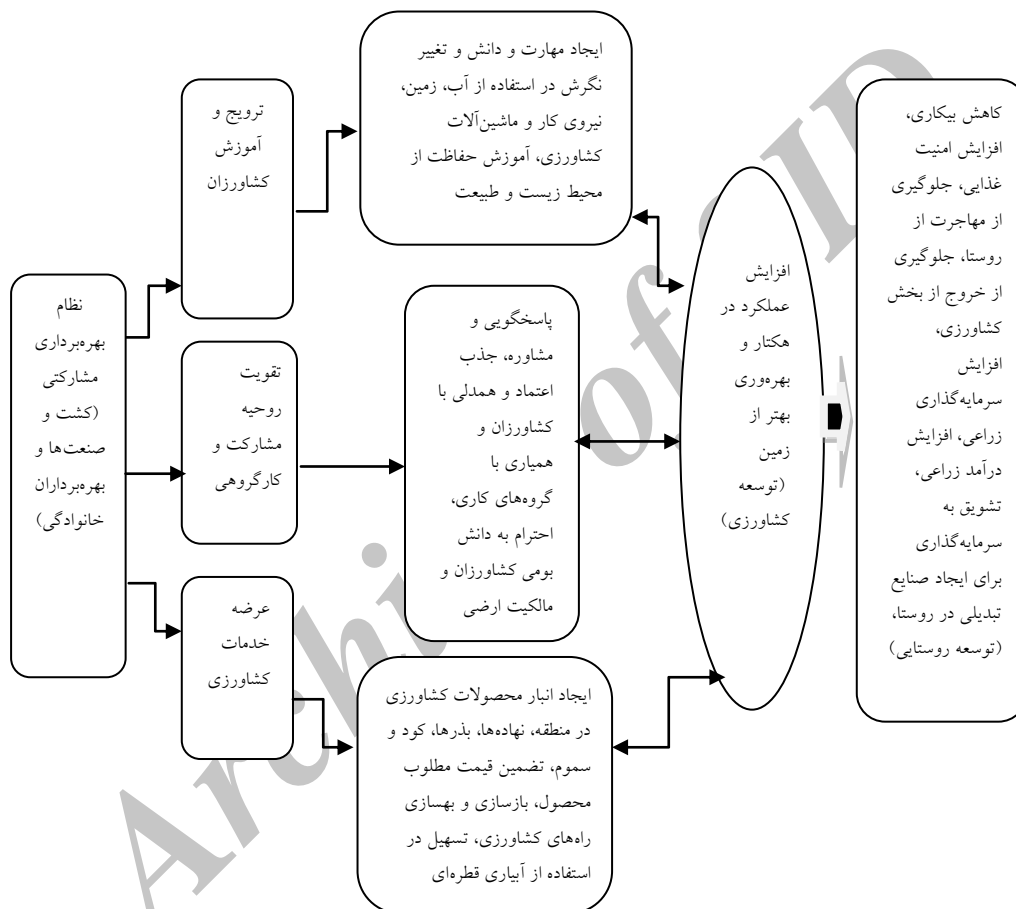 نظام
بهره‌برداری
مشارکتی
(کشت و
صنعت‌ها و
بهره‌برداران
خانوادگی)
ترویج و
آموزش
کشاورزان
تقویت
روحیه
مشارکت و
کارگروهی
عرضه
خدمات
کشاورزی
ایجاد مهارت و دانش و تغییر
نگرش در استفاده از آب، زمین،
نیروی کار و ماشین‌آلات
کشاورزی، آموزش حفاظت از
محیط زیست و طبیعت
پاسخگویی و
مشاوره، جذب
اعتماد و همدلی با
کشاورزان و
همیاری با
گروه‌های کاری،
احترام به دانش
بومی کشاورزان و
مالکیت ارضی
ایجاد انبار محصولات کشاورزی
در منطقه، نهاده‌ها، بذرها، کود و
سموم، تضمین قیمت مطلوب
محصول، بازسازی و بهسازی
راه‌های کشاورزی، تسهیل در
استفاده از آبیاری قطره‌ای
افزایش
عملکرد در
هکتار و
بهره‌وری
بهتر از
زمین
(توسعه
کشاورزی)
کاهش بیکاری،
افزایش امنیت
غذایی، جلوگیری
از مهاجرت از
روستا، جلوگیری
از خروج از بخش
کشاورزی،
افزایش
سرمایه‌گذاری
زراعی، افزایش
درآمد زراعی،
تشویق به
سرمایه‌گذاری
برای ایجاد صنایع
تبدیلی در روستا،
(توسعه روستایی)
of